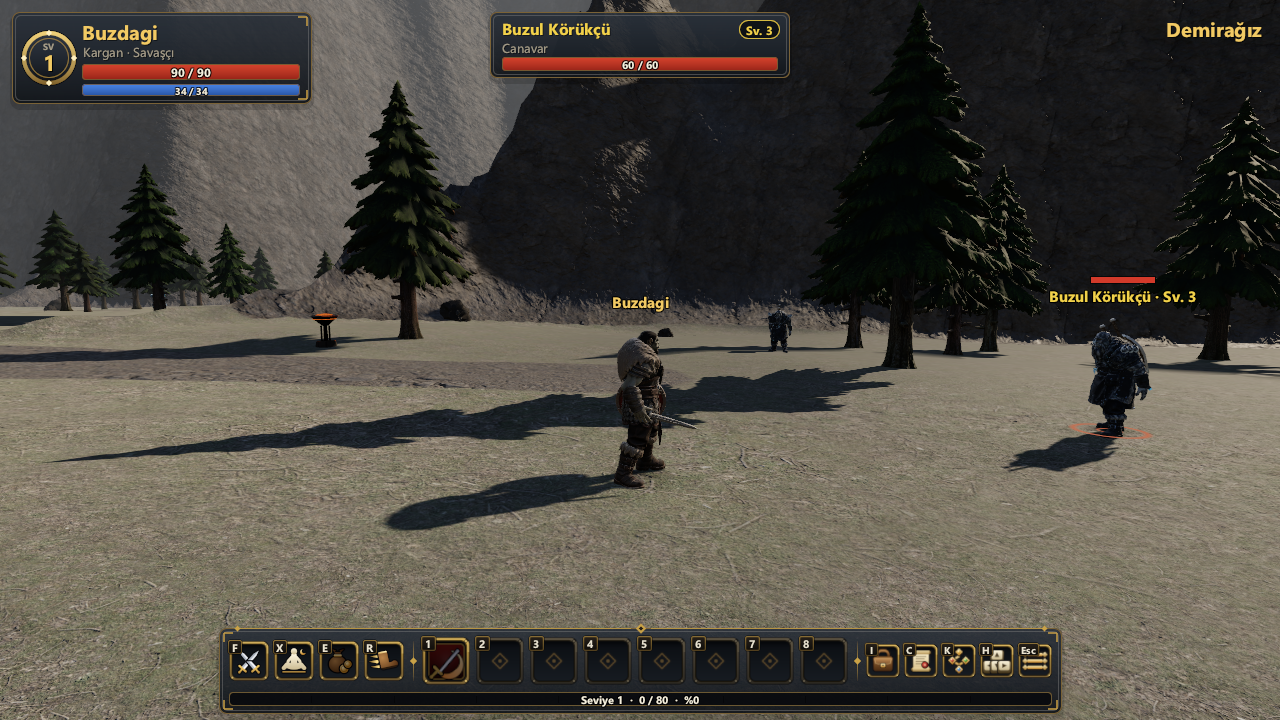 SV
1
Buzdagi
Kargan · Savaşçı
90 / 90
34 / 34
Buzul Körükçü
Sv. 3
Canavar
60 / 60
Demirağız
Buzdagi
Buzul Körükçü · Sv. 3
F
X
E
R
1
2
3
4
5
6
7
8
I
C
K
H
Esc
Seviye 1 · 0 / 80 · %0